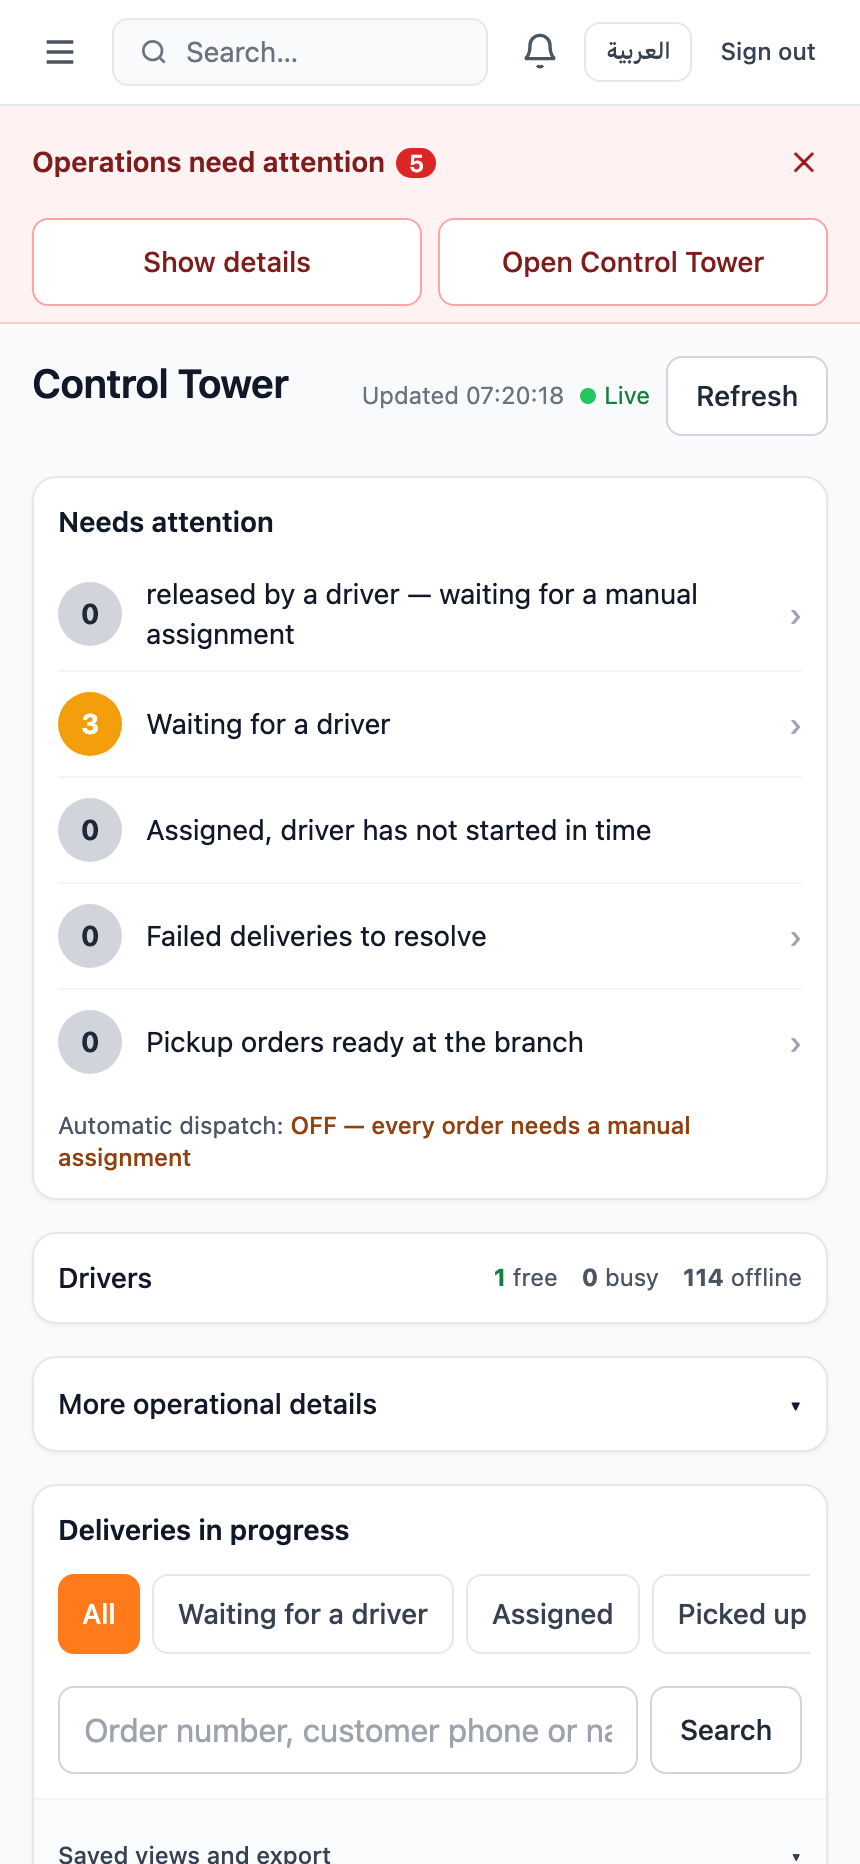 Search...
العربية
Sign out
Operations need attention 5
Show details
Open Control Tower
Control Tower
Updated 07:20:18
Live
Refresh
Needs attention
0
released by a driver — waiting for a manual
assignment
3
Waiting for a driver
0
Assigned, driver has not started in time
0
Failed deliveries to resolve
0
Pickup orders ready at the branch
Automatic dispatch: OFF — every order needs a manual
assignment
Drivers
1 free 0 busy 114 offline
More operational details
Deliveries in progress
All
Waiting for a driver
Assigned
Picked up
Order number, customer phone or na
Search
Saved views and export